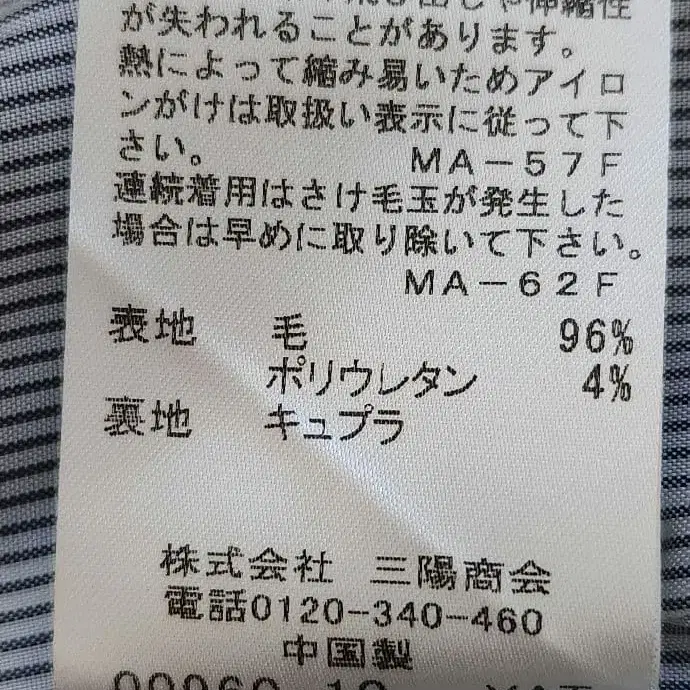 伸縮性
が失われることがあります。
熱によって縮み易いためアイロ
ンがけは取扱い表示に従って下
さい。 MA-57F
連続着用はさけ毛玉が発生した
場合は早めに取り除いて下さい。
MA-62F
表地 毛 96%
ポリウレタン 4%
裏地 キュプラ
株式会社 三陽商会
電話0120-340-460
中国製